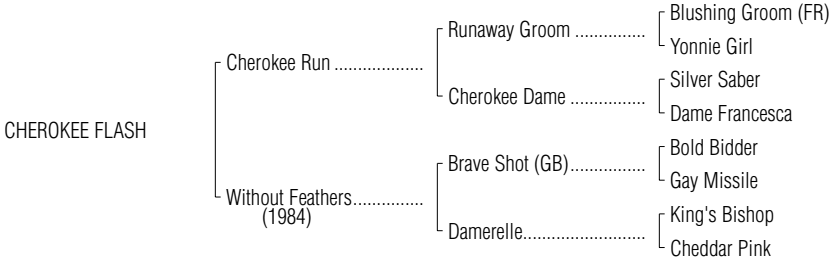 Blushing Groom (FR)
Runaway Groom ...............
Yonnie Girl
Cherokee Run ...................
Silver Saber
Cherokee Dame ................
Dame Francesca
CHEROKEE FLASH
Bold Bidder
Brave Shot (GB)................
Gay Missile
Without Feathers...............
(1984)
King's Bishop
Damerelle..........................
Cheddar Pink